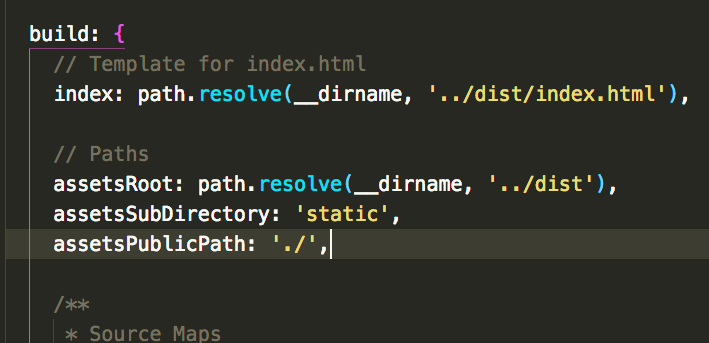 build: {
// Template for index.html
index: path.resolve(__dirname, '../dist/index.html'),
// Paths
assetsRoot: path.resolve(__dirname, '../dist'),
assetsSubDirectory: 'static',
assetsPublicPath: './',
/**
* Source Maps